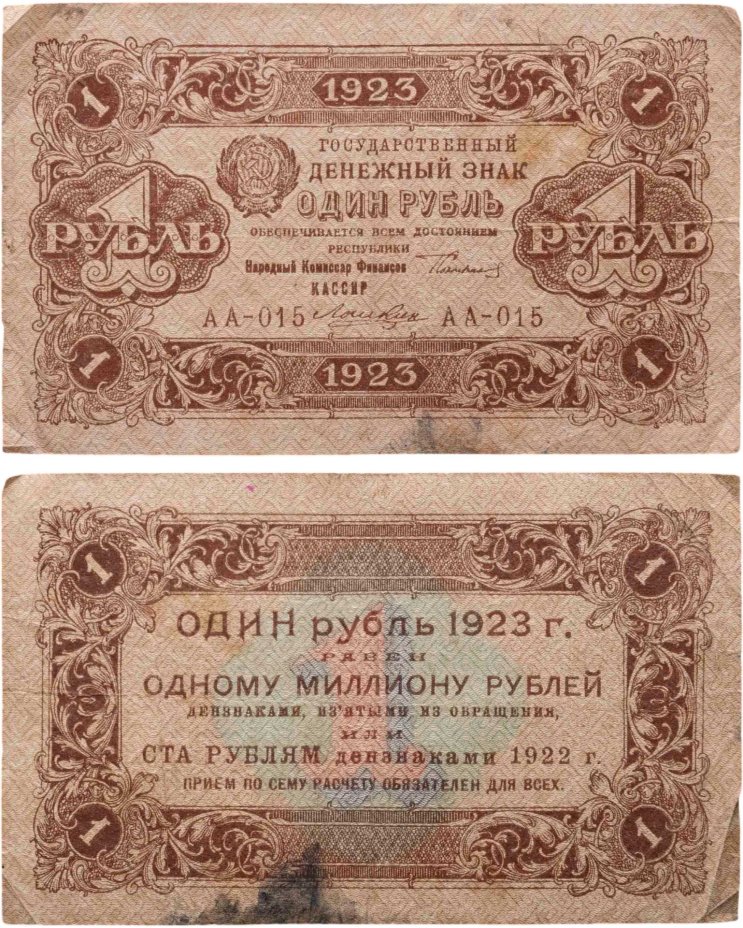 1 1923 1
ГОСУДАРСТВЕННЫЙ
ДЕНЕЖНЫЙ ЗНАК
ОДИН РУБЛЬ
1 РУБЛЬ 1 РУБЛЬ
ОБЕСПЕЧИВАЕТСЯ ВСЕМ ДОСТОЯНИЕМ
РЕСПУБЛИКИ
Народный Комиссар Финансов
КАССИР
АА-015 АА-015
1 1923 1
1 1
ОДИН рубль 1923 г.
РАВЕН
ОДНОМУ МИЛЛИОНУ РУБЛЕЙ
ДЕНЗНАКАМИ, ИЗ'ЯТЫМИ ИЗ ОБРАЩЕНИЯ,
ИЛИ
СТА РУБЛЯМ дензнаками 1922 г.
ПРИЕМ ПО СЕМУ РАСЧЕТУ ОБЯЗАТЕЛЕН ДЛЯ ВСЕХ.
1 1